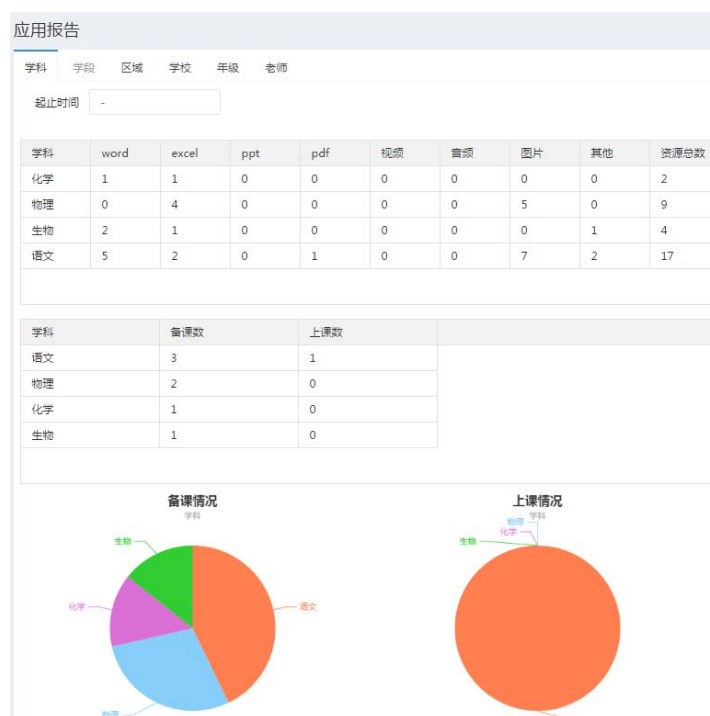 应用报告
学科 学段 区域 学校 年级 老师
起止时间 -
学科 word excel ppt pdf 视频 音频 图片 其他 资源总数
化学 1 1 0 0 0 0 0 0 2
物理 0 4 0 0 0 0 5 0 9
生物 2 1 0 0 0 0 0 1 4
语文 5 2 0 1 0 0 7 2 17
学科 备课数 上课数
语文 3 1
物理 2 0
化学 1 0
生物 1 0
备课情况
学科
生物
化学
语文
物理
上课情况
学科
物理
化学
生物